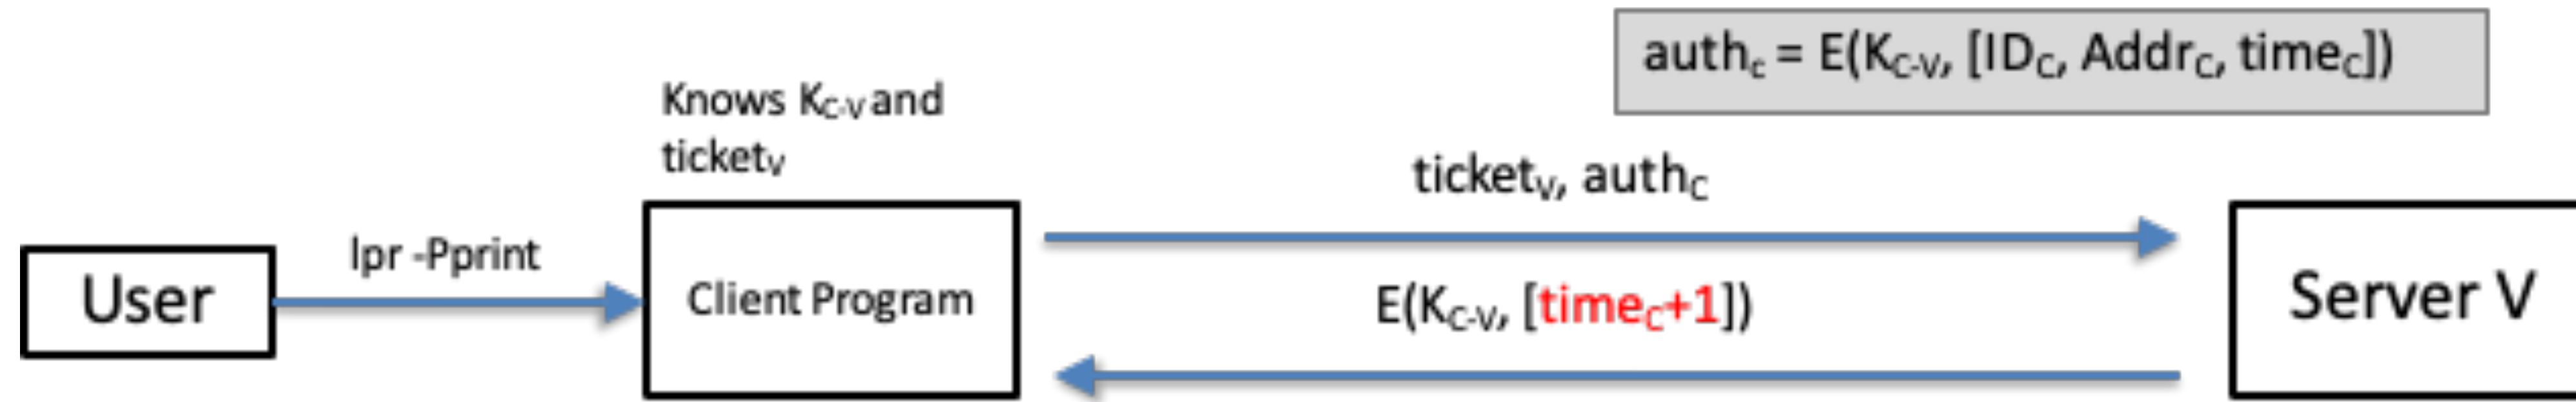 auth_c = E(K_C-V, [ID_C, Addr_C, time_C])
Knows K_C-V and
ticket_V
ticket_V, auth_C
lpr -Pprint
User
Client Program
E(K_C-V, [time_C+1])
Server V